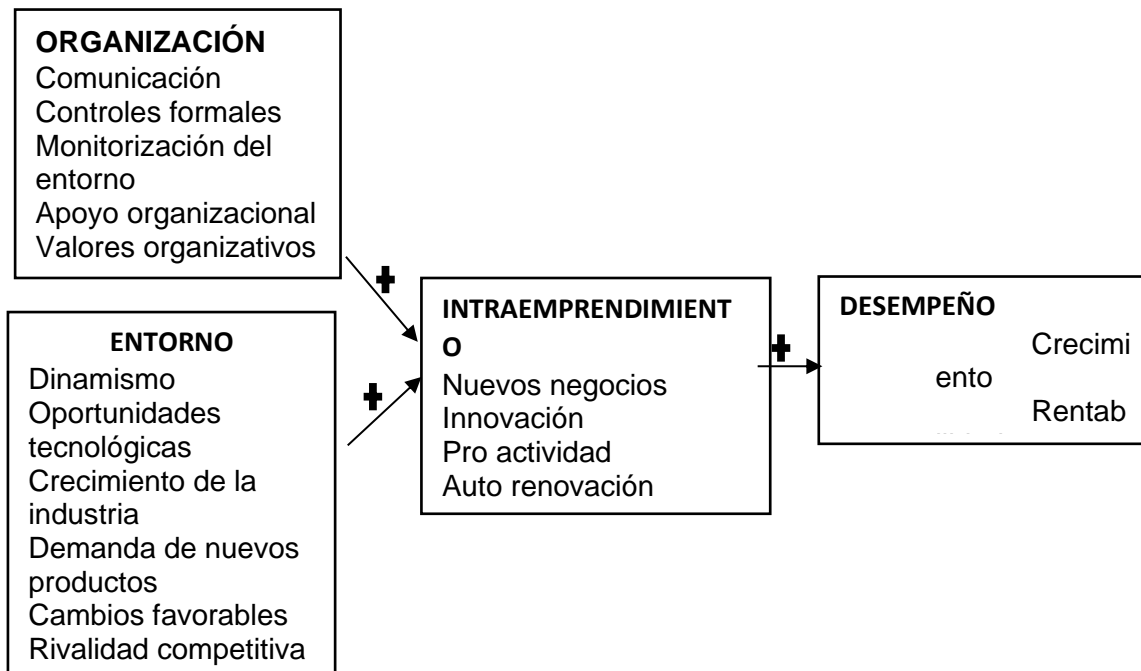 ORGANIZACIÓN
Comunicación
Controles formales
Monitorización del
entorno
Apoyo organizacional
Valores organizativos
ENTORNO
Dinamismo
Oportunidades
tecnológicas
Crecimiento de la
industria
Demanda de nuevos
productos
Cambios favorables
Rivalidad competitiva
+
+
INTRAEMPRENDIMIENT
O
Nuevos negocios
Innovación
Pro actividad
Auto renovación
+
DESEMPEÑO
Crecimi
ento
Rentab